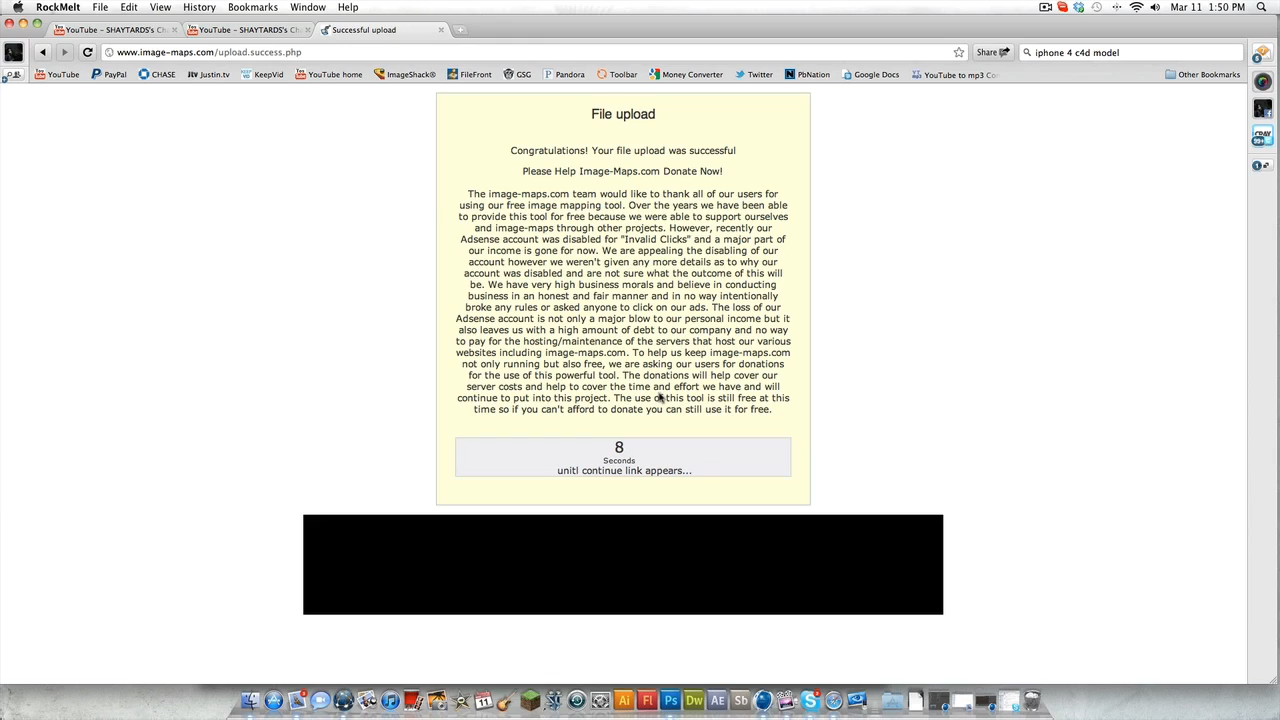 RockMelt File Edit View History Bookmarks Window Help Mar 11 1:50 PM
YouTube - SHAYTARDS's Ch YouTube - SHAYTARDS's Ch Successful upload
www.image-maps.com/upload.success.php Share iphone 4 c4d model
YouTube PayPal CHASE Justin.tv KeepVid YouTube home ImageShack® FileFront GSG Pandora Toolbar Money Converter Twitter PbNation Google Docs YouTube to mp3 Co Other Bookmarks
File upload
Congratulations! Your file upload was successful
Please Help Image-Maps.com Donate Now!
The image-maps.com team would like to thank all of our users for
using our free image mapping tool. Over the years we have been able
to provide this tool for free because we were able to support ourselves
and image-maps through other projects. However, recently our
Adsense account was disabled for "Invalid Clicks" and a major part of
our income is gone for now. We are appealing the disabling of our
account however we weren't given any more details as to why our
account was disabled and are not sure what the outcome of this will
be. We have very high business morals and believe in conducting
business in an honest and fair manner and in no way intentionally
broke any rules or asked anyone to click on our ads. The loss of our
Adsense account is not only a major blow to our personal income but it
also leaves us with a high amount of debt to our company and no way
to pay for the hosting/maintenance of the servers that host our various
websites including image-maps.com. To help us keep image-maps.com
not only running but also free, we are asking our users for donations
for the use of this powerful tool. The donations will help cover our
server costs and help to cover the time and effort we have and will
continue to put into this project. The use of this tool is still free at this
time so if you can't afford to donate you can still use it for free.
8
Seconds
unitl continue link appears...
Ai Fl Ps Dw AE Sb